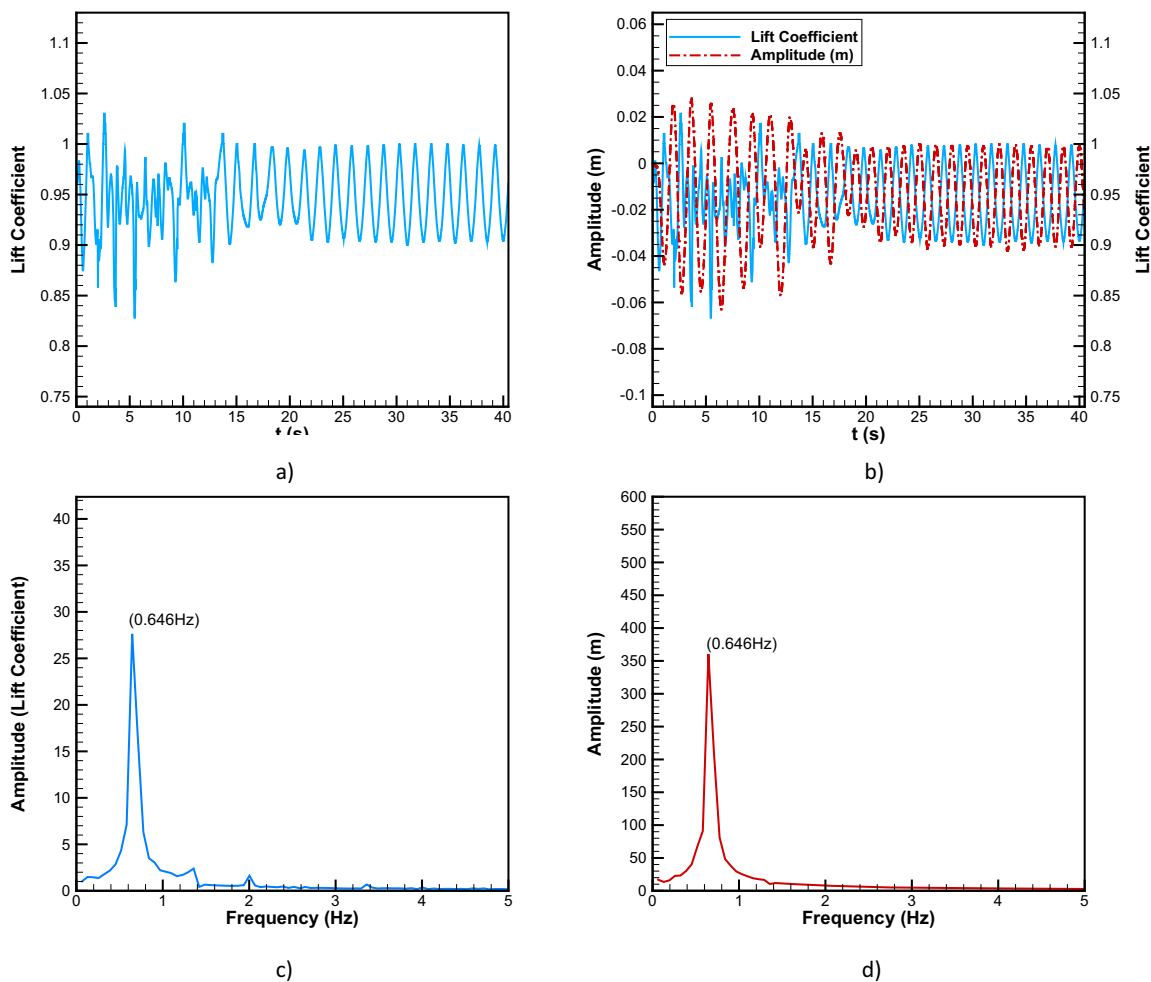 1.1
1.05
1
0.95
0.9
0.85
0.8
0.75
Lift Coefficient
0 5 10 15 20 25 30 35 40
t (s)
a)
0.06
0.04
0.02
0
-0.02
-0.04
-0.06
-0.08
-0.1
Amplitude (m)
Lift Coefficient
Amplitude (m)
1.1
1.05
1
0.95
0.9
0.85
0.8
0.75
Lift Coefficient
0 5 10 15 20 25 30 35 40
t (s)
b)
40
35
30
25
20
15
10
5
0
Amplitude (Lift Coefficient)
(0.646Hz)
0 1 2 3 4 5
Frequency (Hz)
c)
600
550
500
450
400
350
300
250
200
150
100
50
0
Amplitude (m)
(0.646Hz)
0 1 2 3 4 5
Frequency (Hz)
d)